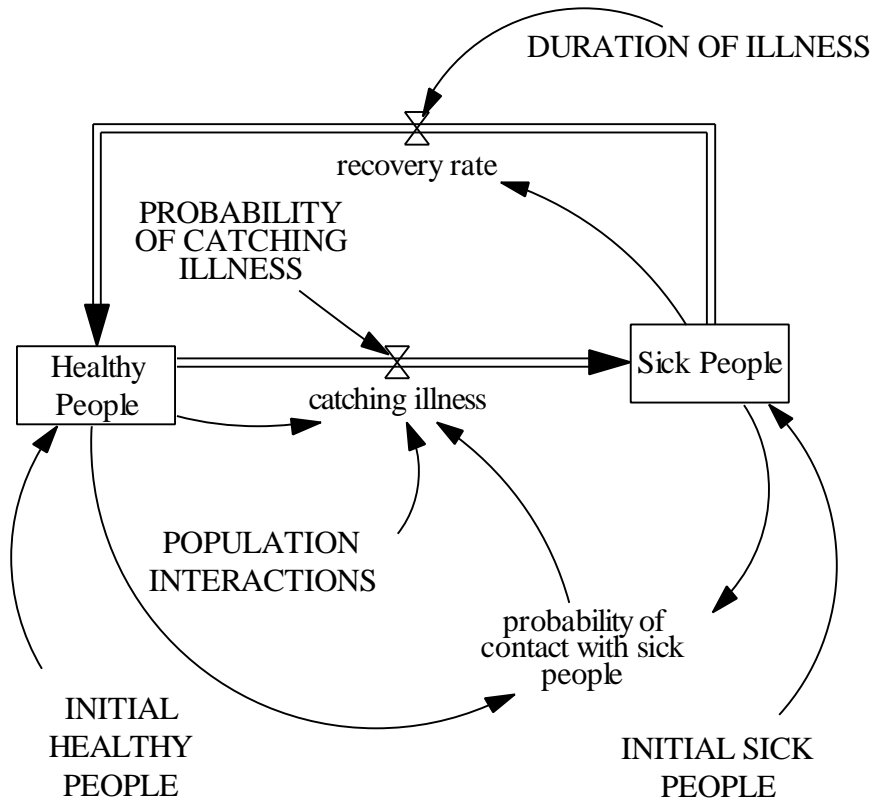 DURATION OF ILLNESS
recovery rate
PROBABILITY
OF CATCHING
ILLNESS
Healthy
People
Sick People
catching illness
POPULATION
INTERACTIONS
probability of
contact with sick
people
INITIAL
HEALTHY
PEOPLE
INITIAL SICK
PEOPLE